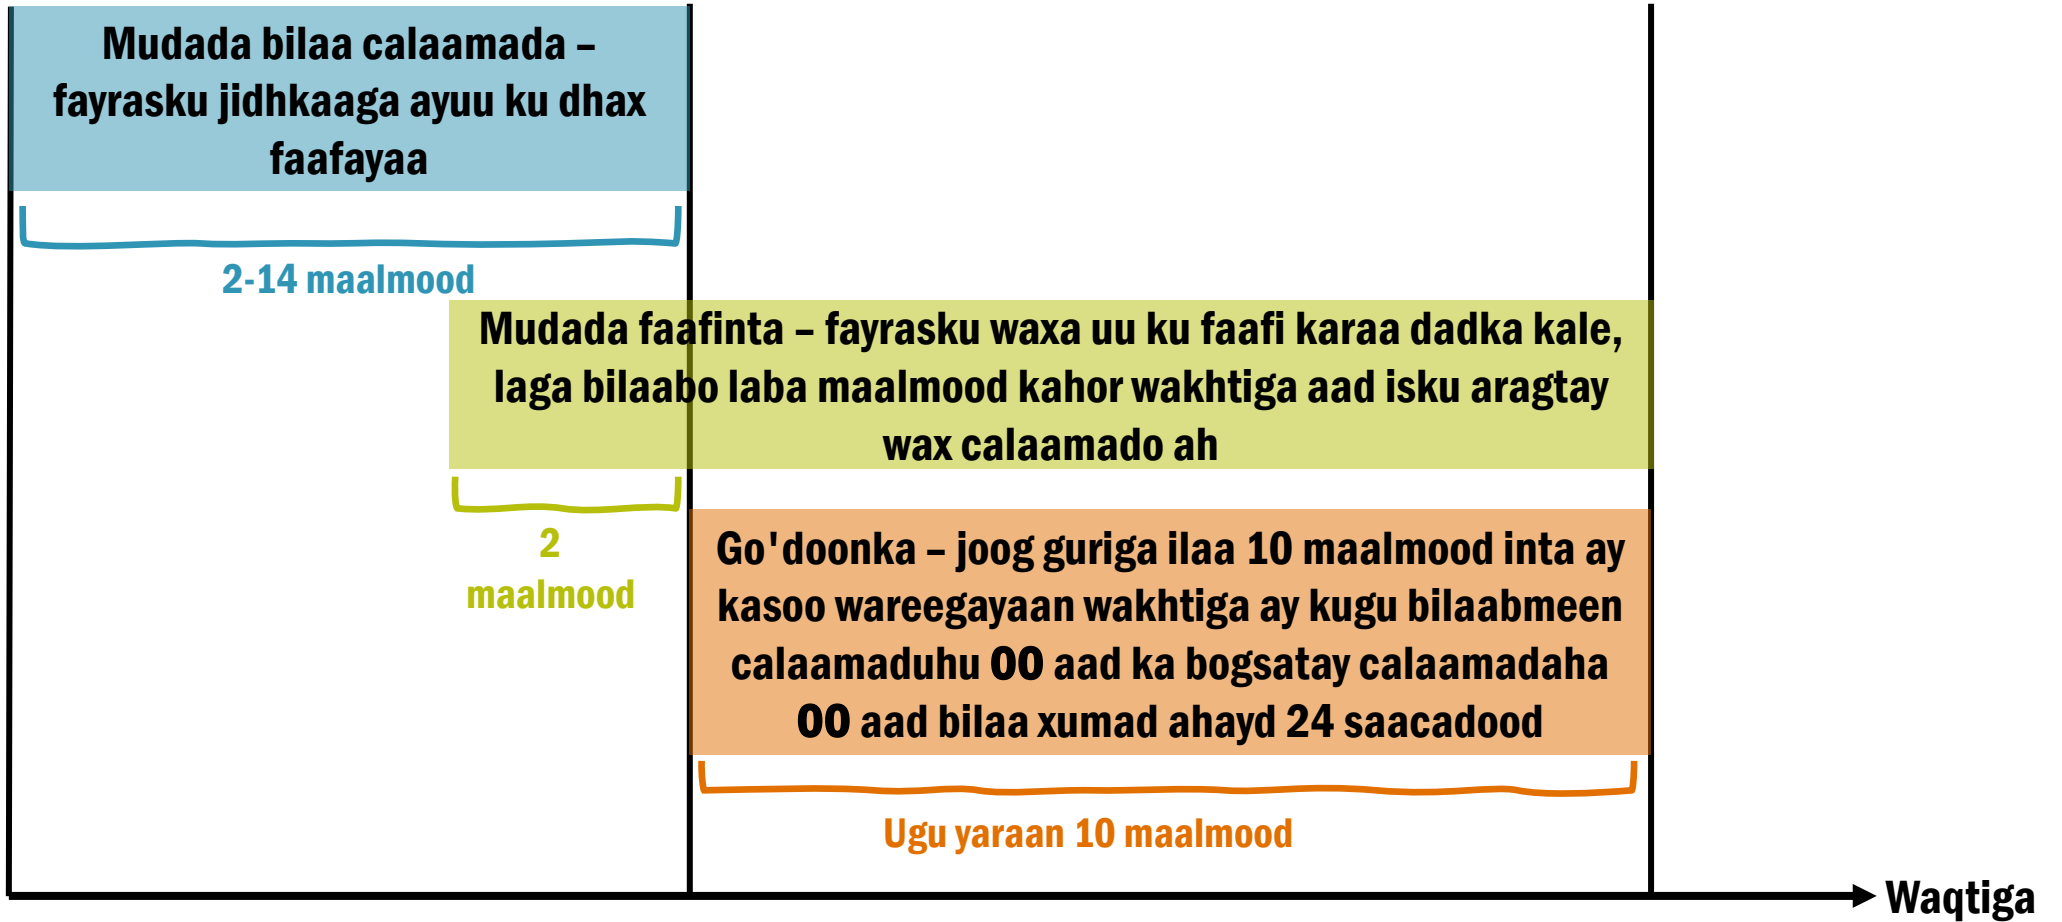 Mudada bilaa calaamada –
fayrasku jidhkaaga ayuu ku dhax
faafayaa
2-14 maalmood
Mudada faafinta – fayrasku waxa uu ku faafi karaa dadka kale,
laga bilaabo laba maalmood kahor wakhtiga aad isku aragtay
wax calaamado ah
2
maalmood
Go'doonka – joog guriga ilaa 10 maalmood inta ay
kasoo wareegayaan wakhtiga ay kugu bilaabmeen
calaamaduhu OO aad ka bogsatay calaamadaha
OO aad bilaa xumad ahayd 24 saacadood
Ugu yaraan 10 maalmood
Waqtiga